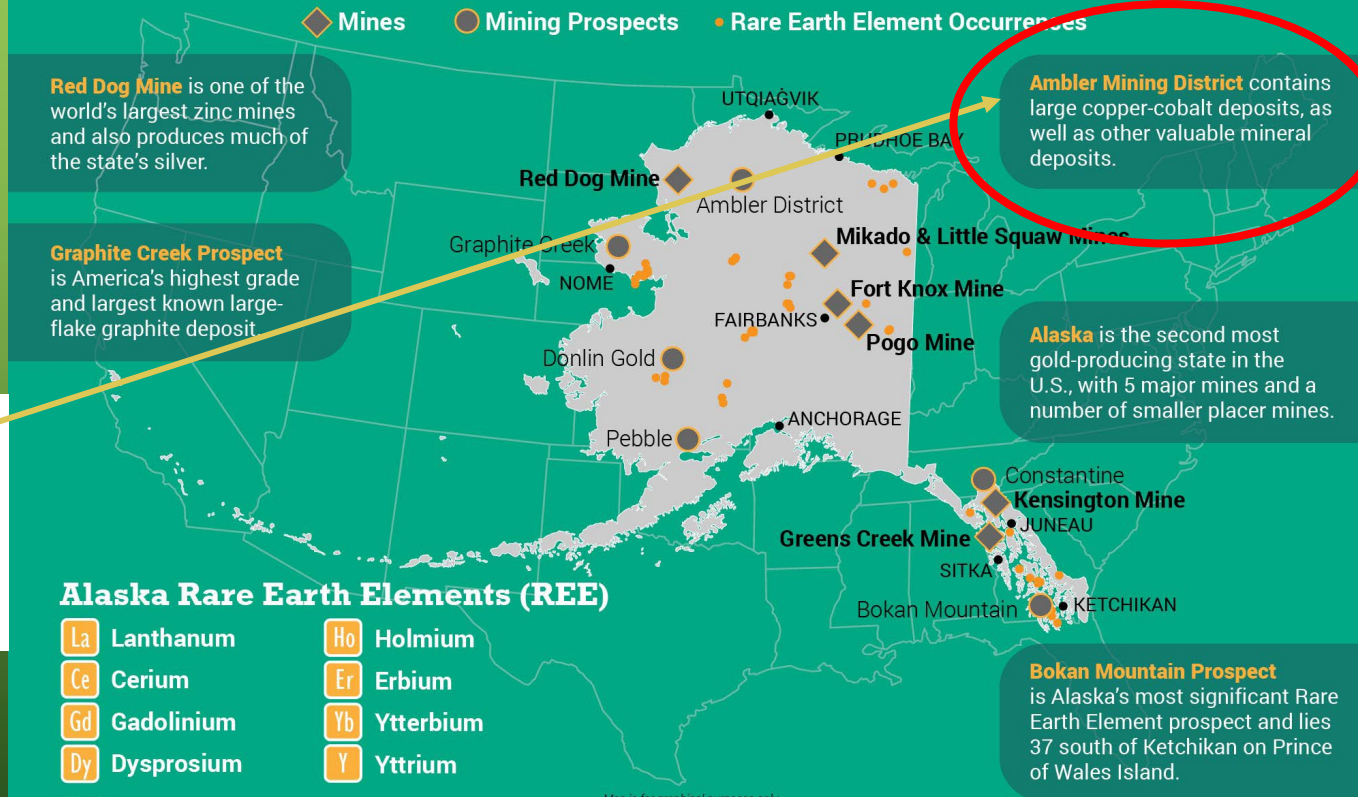 Mines
Mining Prospects
Rare Earth Element Occurrences
Red Dog Mine is one of the
world's largest zinc mines
and also produces much of
the state's silver.
Graphite Creek Prospect
is America's highest grade
and largest known large-
flake graphite deposit.
Ambler Mining District contains
large copper-cobalt deposits, as
well as other valuable mineral
deposits.
Alaska is the second most
gold-producing state in the
U.S., with 5 major mines and a
number of smaller placer mines.
Bokan Mountain Prospect
is Alaska's most significant Rare
Earth Element prospect and lies
37 south of Ketchikan on Prince
of Wales Island.
UTQIAĠVIK
PRUDHOE BAY
Red Dog Mine
Ambler District
Graphite Creek
NOME
Mikado & Little Squaw Mines
Fort Knox Mine
FAIRBANKS
Pogo Mine
Donlin Gold
ANCHORAGE
Pebble
Constantine
Kensington Mine
JUNEAU
Greens Creek Mine
SITKA
Bokan Mountain
KETCHIKAN
Alaska Rare Earth Elements (REE)
La Lanthanum
Ce Cerium
Gd Gadolinium
Dy Dysprosium
Ho Holmium
Er Erbium
Yb Ytterbium
Y Yttrium